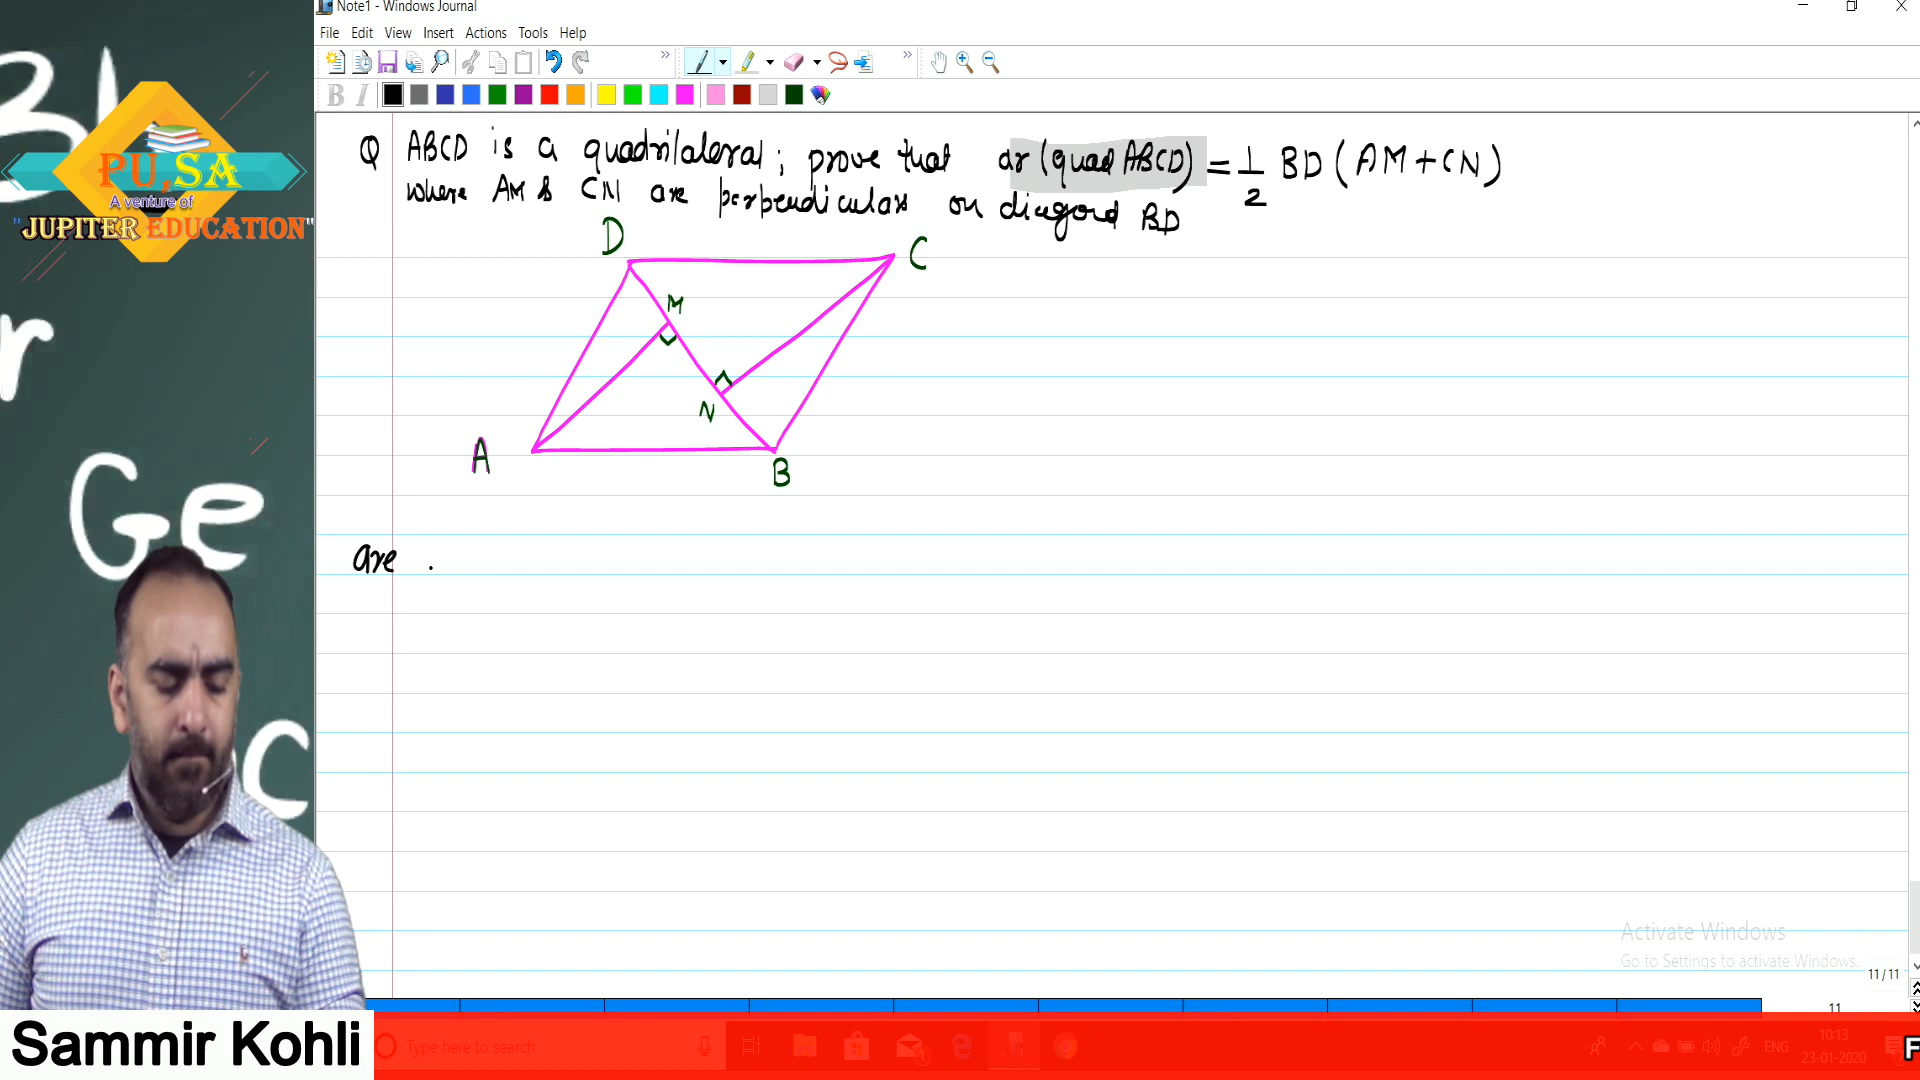 Note1 - Windows Journal
File Edit View Insert Actions Tools Help
B I
Q ABCD is a quadrilateral; prove that ar (quad ABCD) = 1/2 BD (AM + CN)
where AM & CN are perpendiculars on diagonal BD
D
C
M
N
A
B
are .
PU,SA
A venture of
"JUPITER EDUCATION"
r
Ge
C
Activate Windows
Go to Settings to activate Windows.
11 / 11
11
Sammir Kohli
Type here to search
ENG
10:13
23-01-2020
F